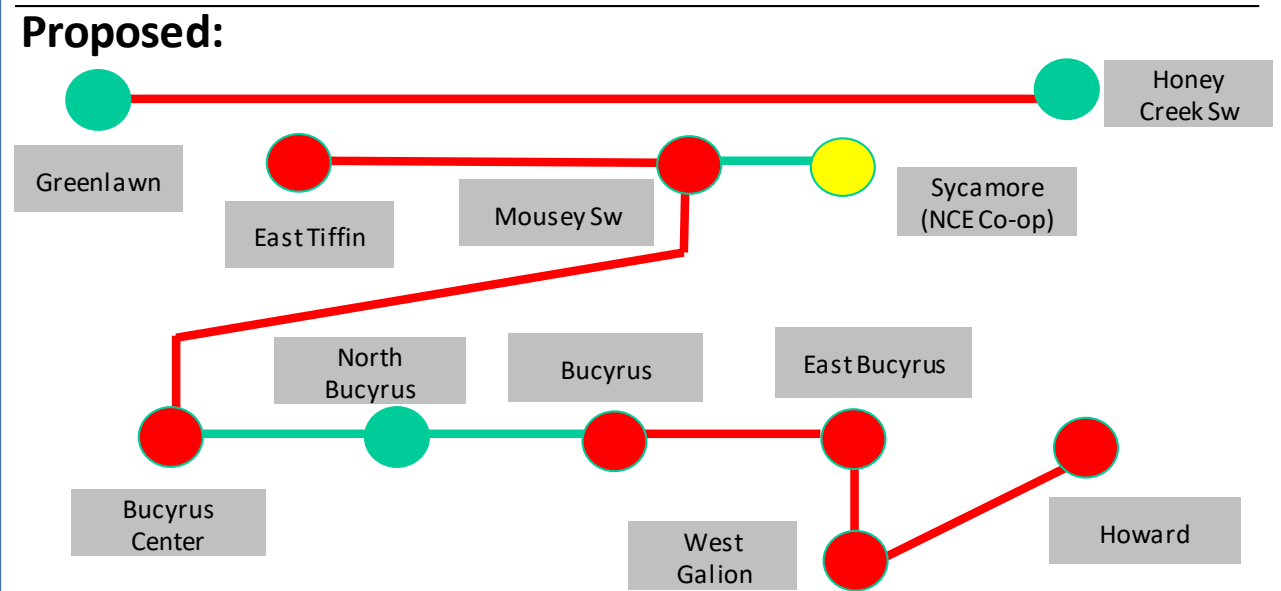 Proposed:
Honey
Creek Sw
Greenlawn
East Tiffin
Mousey Sw
Sycamore
(NCE Co-op)
North
Bucyrus
Bucyrus
East Bucyrus
Bucyrus
Center
West
Galion
Howard